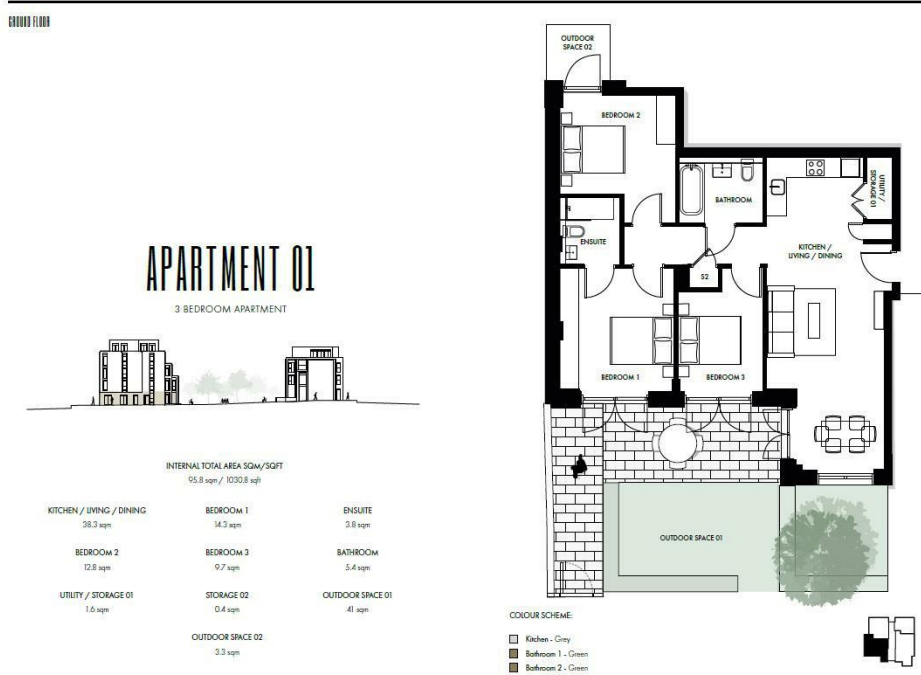 GROUND FLOOR
APARTMENT 01
3 BEDROOM APARTMENT
INTERNAL TOTAL AREA SQM/SQFT
95.8 sqm / 1030.8 sqft
KITCHEN / LIVING / DINING
38.3 sqm
BEDROOM 1
14.3 sqm
ENSUITE
3.8 sqm
BEDROOM 2
12.8 sqm
BEDROOM 3
9.7 sqm
BATHROOM
5.4 sqm
UTILITY / STORAGE 01
1.6 sqm
STORAGE 02
0.4 sqm
OUTDOOR SPACE 01
41 sqm
OUTDOOR SPACE 02
3.3 sqm
OUTDOOR
SPACE 02
BEDROOM 2
BATHROOM
UTILITY /
STORAGE 01
ENSUITE
KITCHEN /
LIVING / DINING
S2
BEDROOM 1
BEDROOM 3
OUTDOOR SPACE 01
COLOUR SCHEME:
Kitchen - Grey
Bathroom 1 - Green
Bathroom 2 - Green